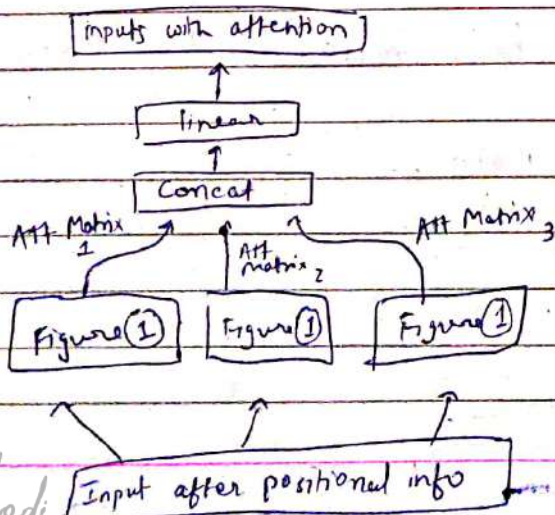 inputs with attention
linear
Concat
Att Matrix 1
Att Matrix 2
Att Matrix 3
Figure 1
Figure 1
Figure 1
Input after positional info